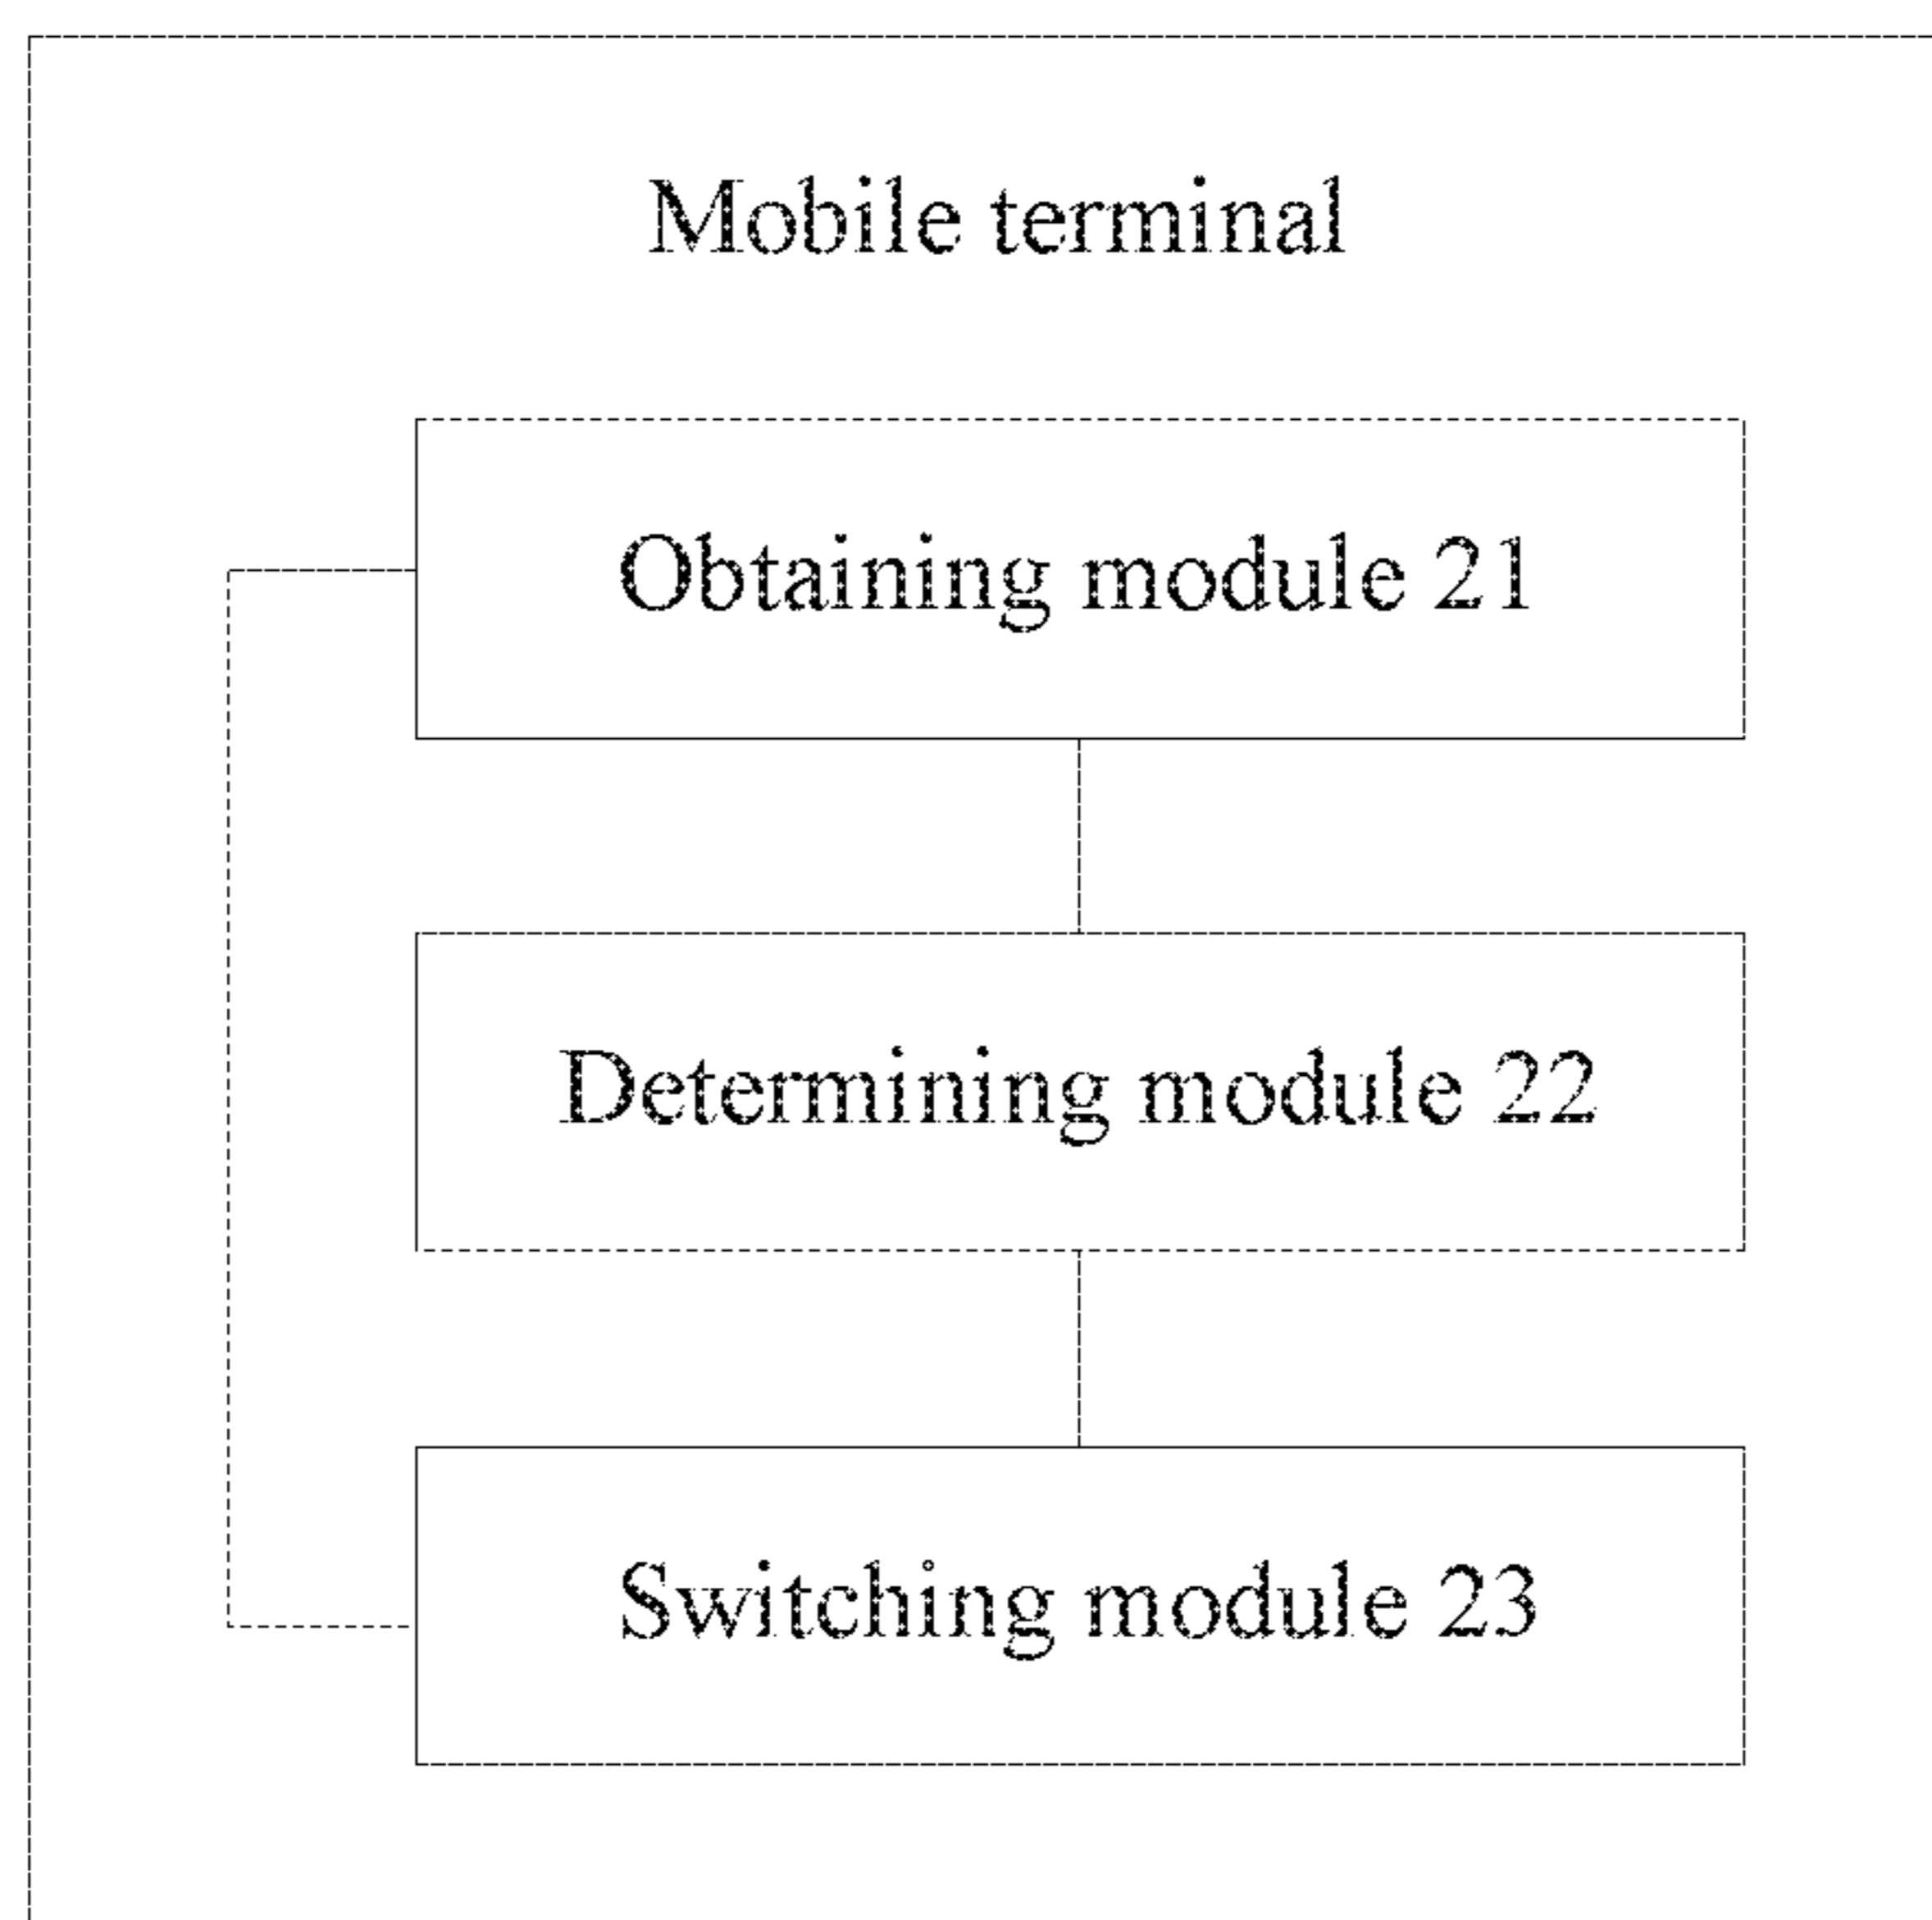 Mobile terminal
Obtaining module 21
Determining module 22
Switching module 23